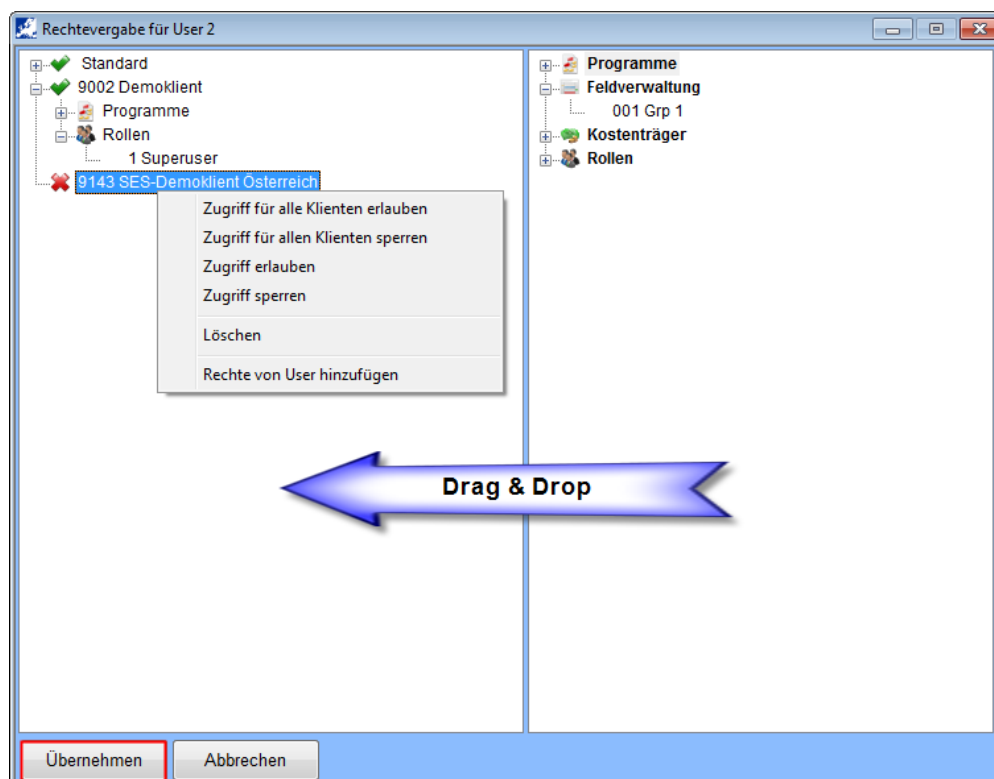 Rechtevergabe für User 2
Standard
9002 Demoklient
Programme
Rollen
1 Superuser
9143 SES-Demoklient Österreich
Zugriff für alle Klienten erlauben
Zugriff für allen Klienten sperren
Zugriff erlauben
Zugriff sperren
Löschen
Rechte von User hinzufügen
Programme
Feldverwaltung
001 Grp 1
Kostenträger
Rollen
Drag & Drop
Übernehmen
Abbrechen